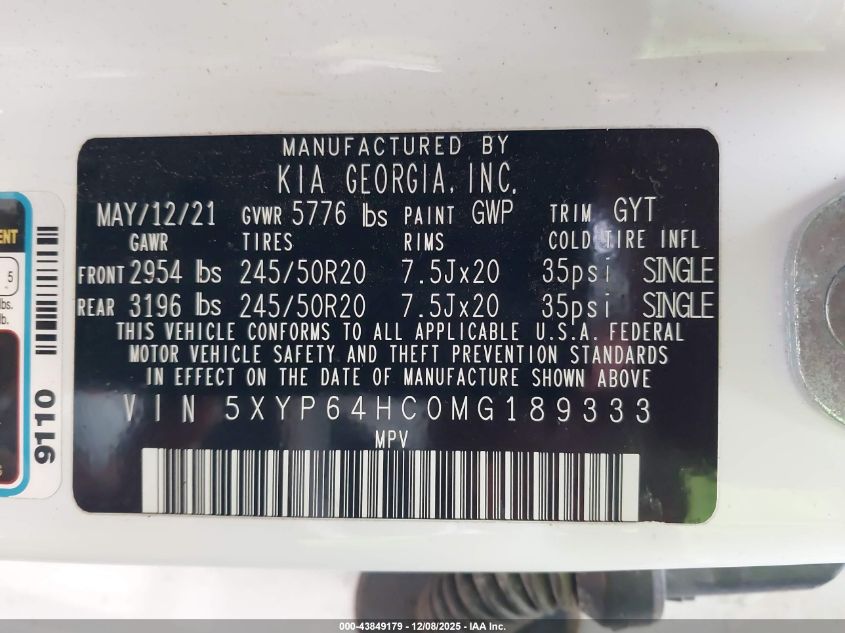 MANUFACTURED BY
KIA GEORGIA, INC.
MAY/12/21 GVWR 5776 lbs PAINT GWP TRIM GYT
GAWR TIRES RIMS COLD TIRE INFL
FRONT 2954 lbs 245/50R20 7.5Jx20 35psi SINGLE
REAR 3196 lbs 245/50R20 7.5Jx20 35psi SINGLE
THIS VEHICLE CONFORMS TO ALL APPLICABLE U.S.A. FEDERAL
MOTOR VEHICLE SAFETY AND THEFT PREVENTION STANDARDS
IN EFFECT ON THE DATE OF MANUFACTURE SHOWN ABOVE
VIN 5XYP64HC0MG189333
MPV
5
lbs.
lb.
9110
000-43849179 - 12/08/2025 - IAA Inc.